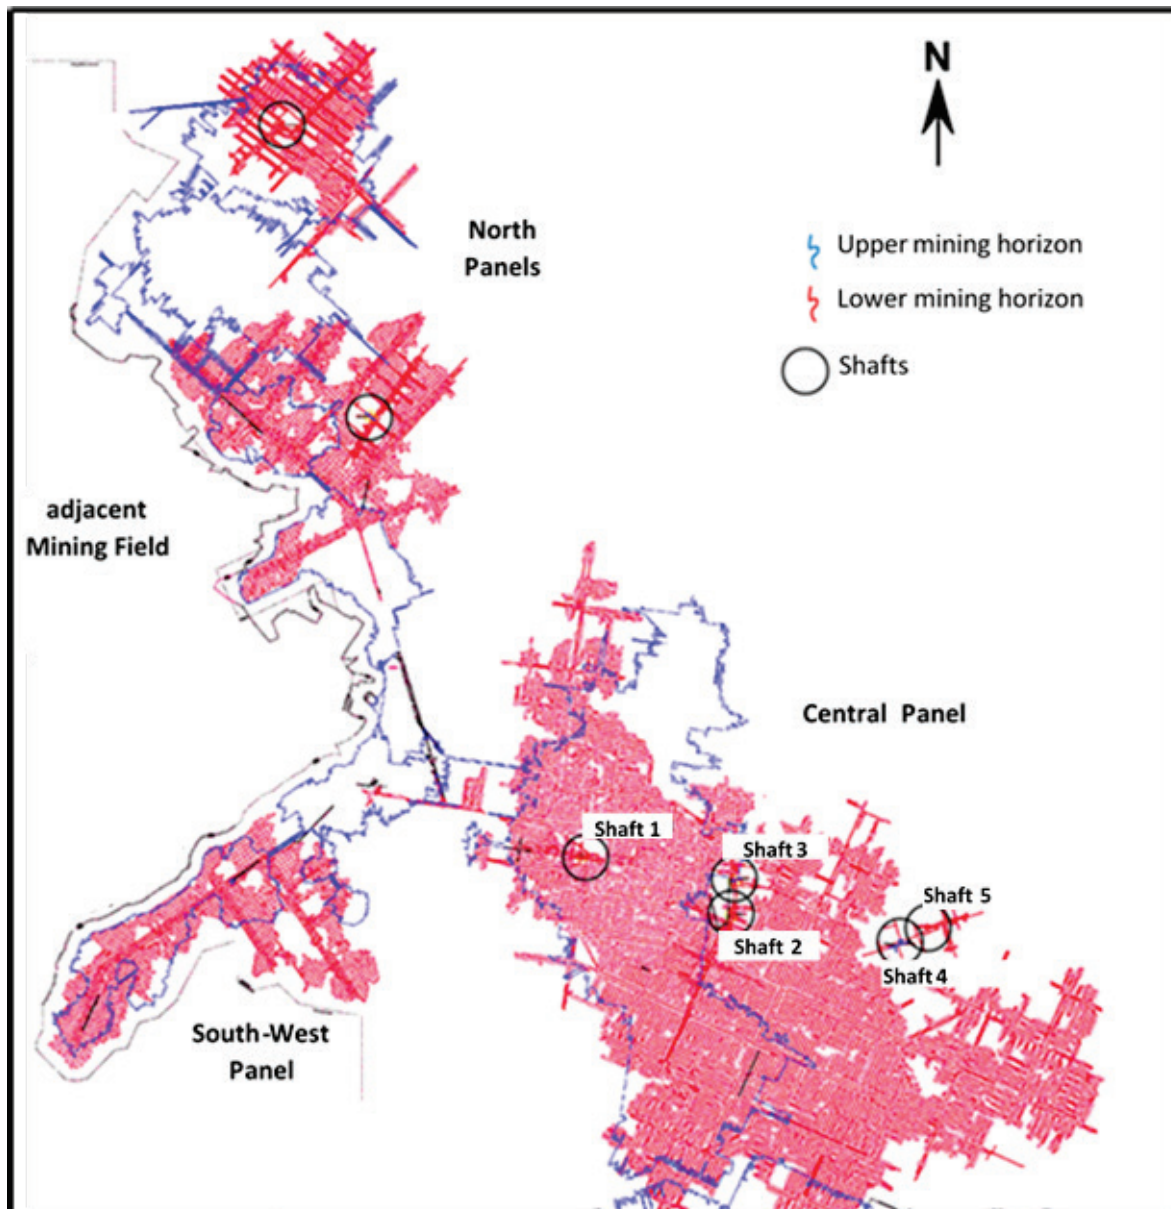 N
North
Panels
Upper mining horizon
Lower mining horizon
Shafts
adjacent
Mining Field
Central Panel
Shaft 1
Shaft 3
Shaft 5
Shaft 2
Shaft 4
South-West
Panel